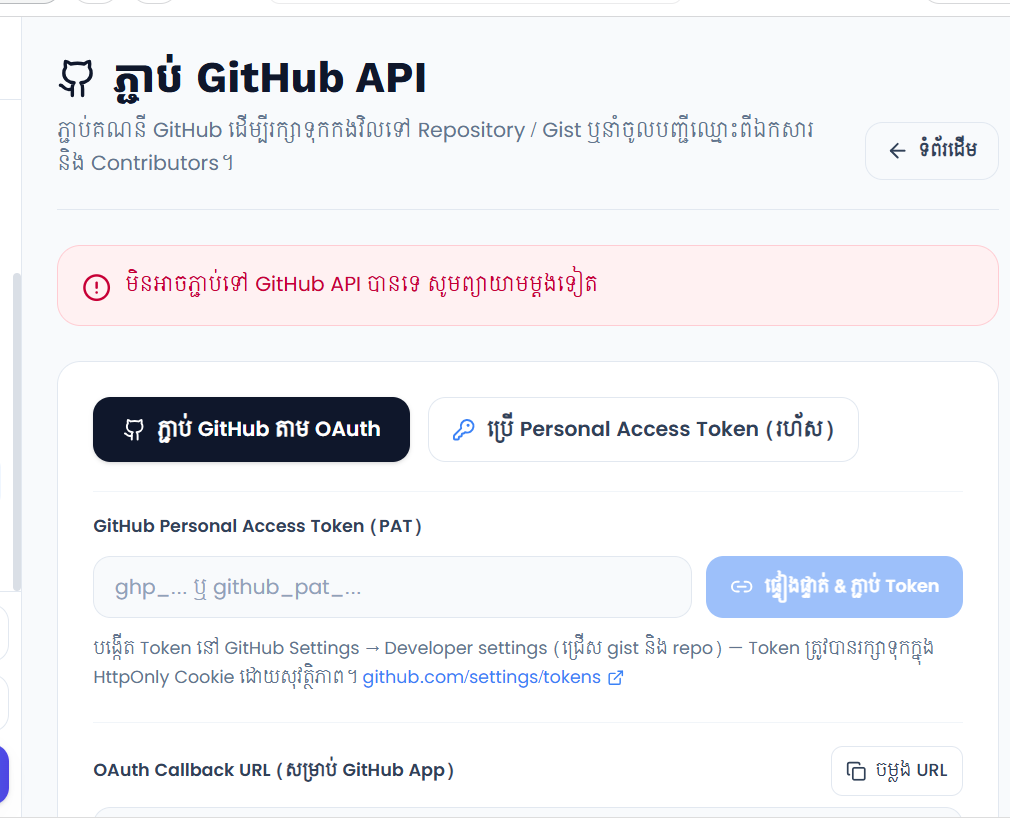 ភ្ជាប់ GitHub API
ភ្ជាប់គណនី GitHub ដើម្បីរក្សាទុកកងវិលទៅ Repository / Gist ឬនាំចូលបញ្ជីឈ្មោះពីឯកសារ
និង Contributors។
ទំព័រដើម
មិនអាចភ្ជាប់ទៅ GitHub API បានទេ សូមព្យាយាមម្តងទៀត
ភ្ជាប់ GitHub តាម OAuth
ប្រើ Personal Access Token (រហ័ស)
GitHub Personal Access Token (PAT)
ghp_... ឬ github_pat_...
ផ្ទៀងផ្ទាត់ & ភ្ជាប់ Token
បង្កើត Token នៅ GitHub Settings → Developer settings (ជ្រើស gist និង repo) — Token ត្រូវបានរក្សាទុកក្នុង
HttpOnly Cookie ដោយសុវត្ថិភាព។ github.com/settings/tokens
OAuth Callback URL (សម្រាប់ GitHub App)
ចម្លង URL